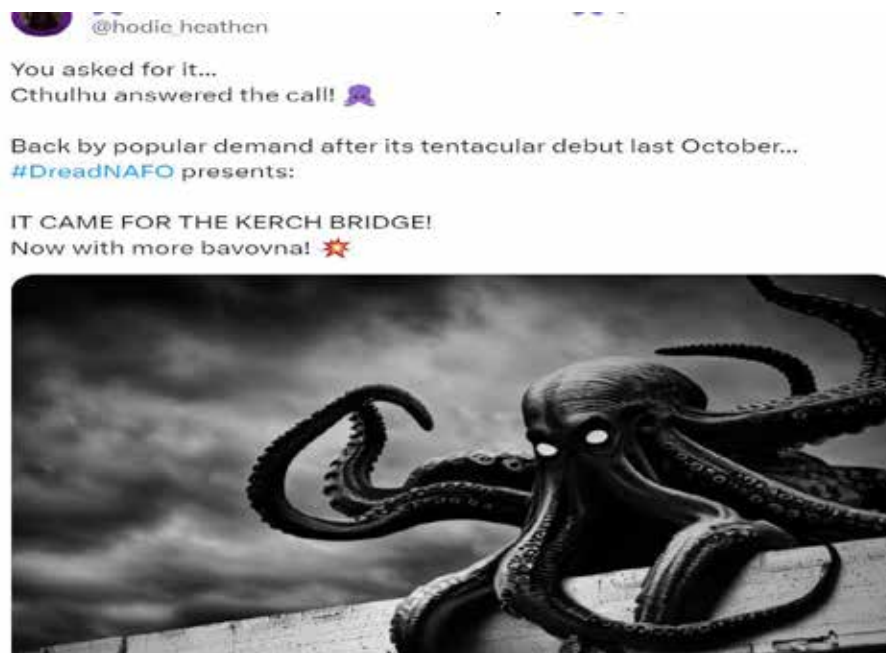 @hodie_heathen
You asked for it...
Cthulhu answered the call! 🐙
Back by popular demand after its tentacular debut last October...
#DreadNAFO presents:
IT CAME FOR THE KERCH BRIDGE!
Now with more bavovna! 💥